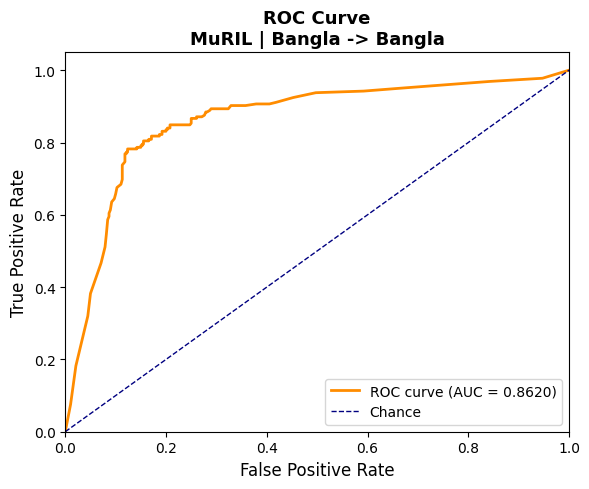 ROC Curve
MuRIL | Bangla -> Bangla
True Positive Rate
1.0
0.8
0.6
0.4
0.2
0.0
0.0 0.2 0.4 0.6 0.8 1.0
False Positive Rate
ROC curve (AUC = 0.8620)
Chance